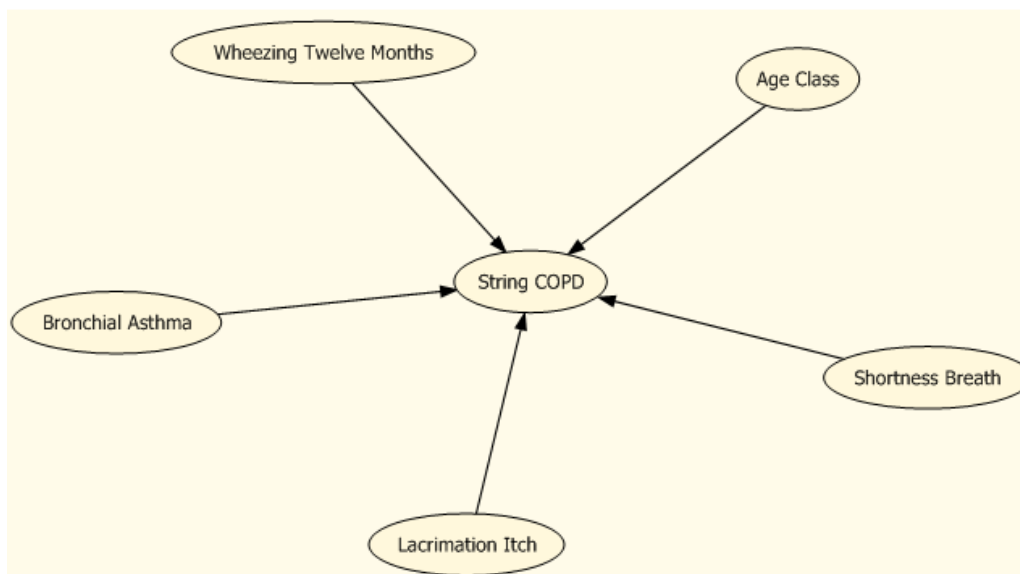 Wheezing Twelve Months
Age Class
String COPD
Bronchial Asthma
Shortness Breath
Lacrimation Itch